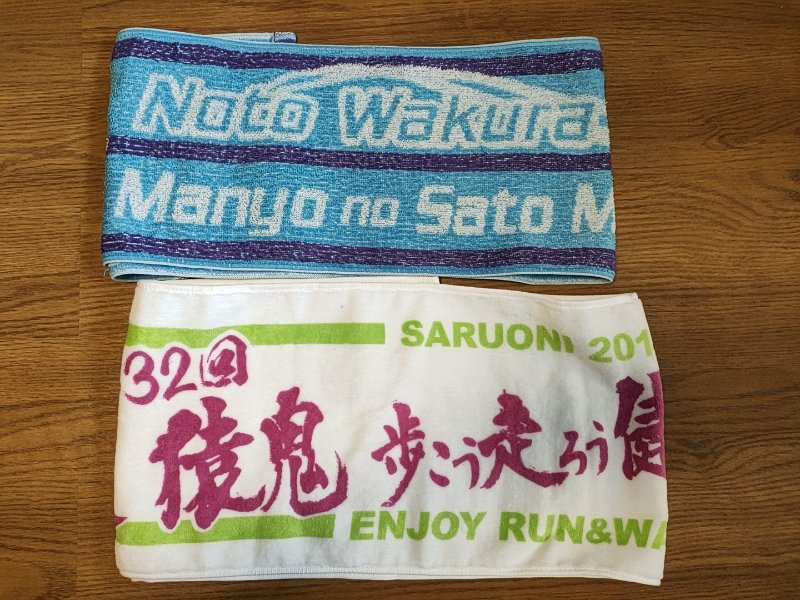 Noto Wakura
Manyo no Sato M
SARUONI 201
32回
猿鬼 歩こう走ろう健
ENJOY RUN&WA